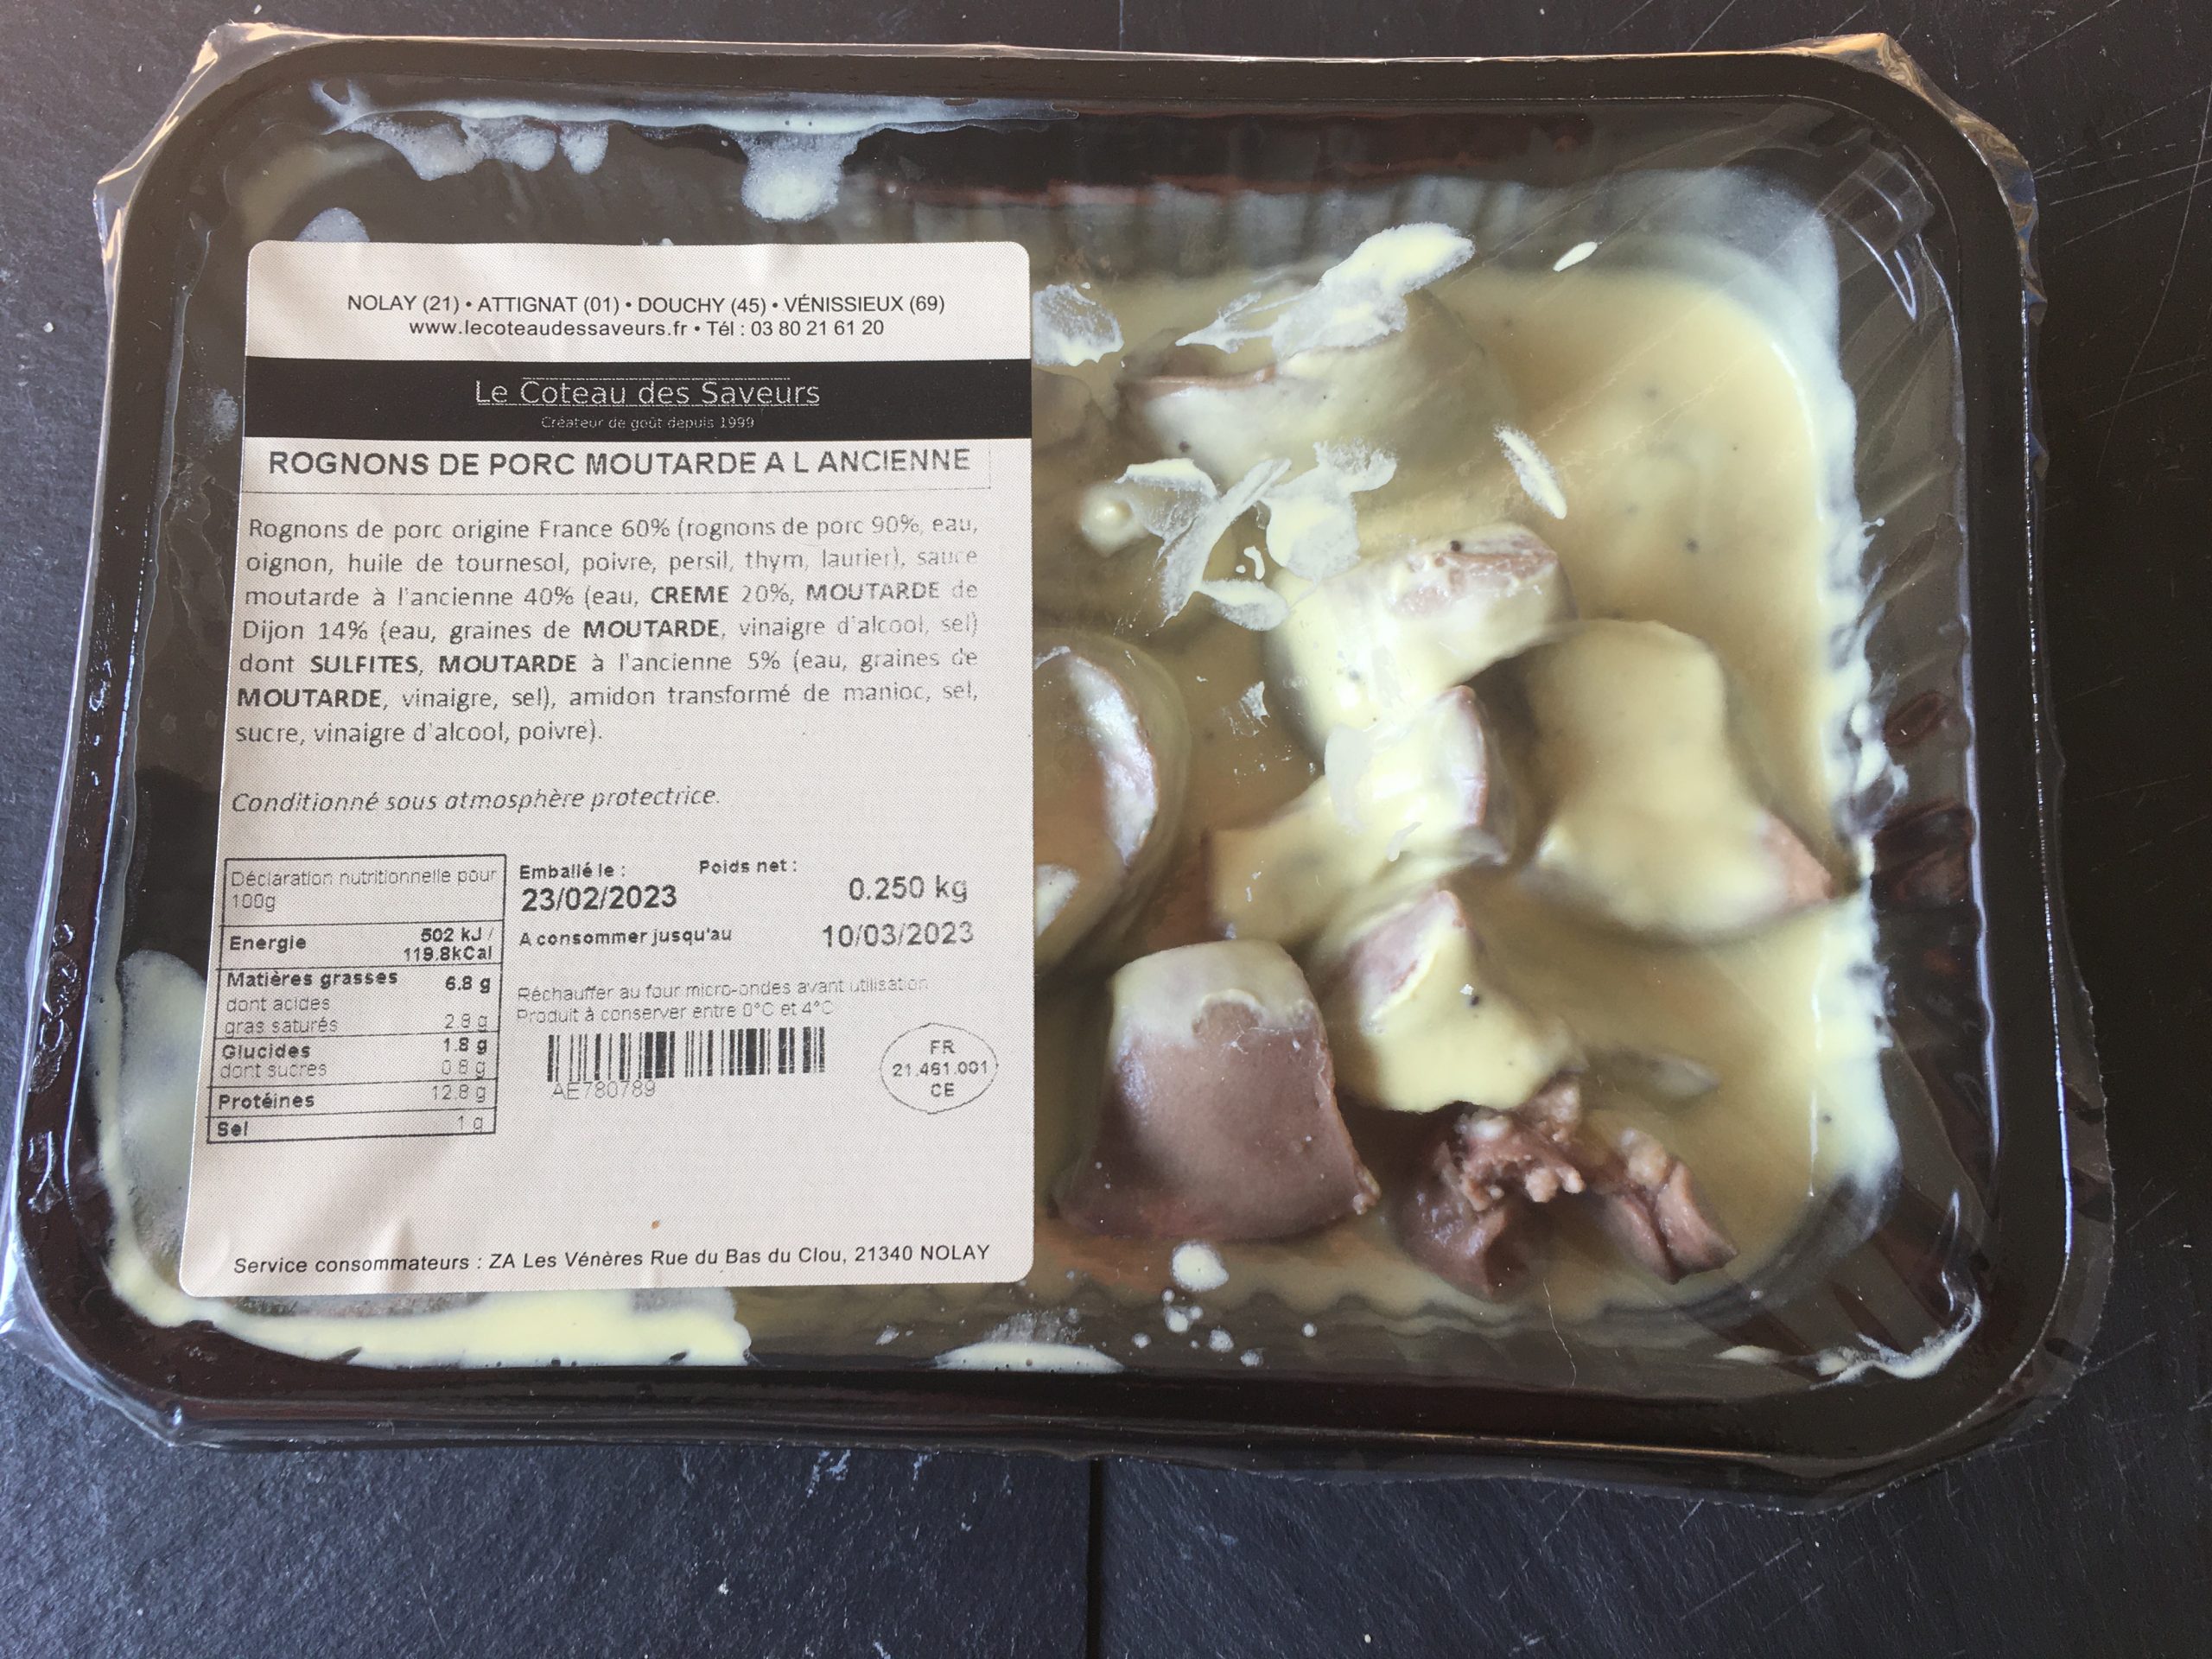 NOLAY (21) • ATTIGNAT (01) • DOUCHY (45) • VÉNISSIEUX (69)
www.lecoteaudessaveurs.fr • Tél : 03 80 21 61 20
Le Coteau des Saveurs
Créateur de goût depuis 1999
ROGNONS DE PORC MOUTARDE A L ANCIENNE
Rognons de porc origine France 60% (rognons de porc 90%, eau,
oignon, huile de tournesol, poivre, persil, thym, laurier), sauce
moutarde à l'ancienne 40% (eau, CREME 20%, MOUTARDE de
Dijon 14% (eau, graines de MOUTARDE, vinaigre d'alcool, sel)
dont SULFITES, MOUTARDE à l'ancienne 5% (eau, graines de
MOUTARDE, vinaigre, sel), amidon transformé de manioc, sel,
sucre, vinaigre d'alcool, poivre).
Conditionné sous atmosphère protectrice.
Déclaration nutritionnelle pour
100g
Energie 502 kJ /
119.8kCal
Matières grasses 6.8 g
dont acides
gras saturés 2.8 g
Glucides 1.8 g
dont sucres 0.8 g
Protéines 12.8 g
Sel 1 g
Emballé le : Poids net :
23/02/2023 0.250 kg
A consommer jusqu'au 10/03/2023
Réchauffer au four micro-ondes avant utilisation
Produit à conserver entre 0°C et 4°C
AE780789
FR
21.461.001
CE
Service consommateurs : ZA Les Vénères Rue du Bas du Clou, 21340 NOLAY